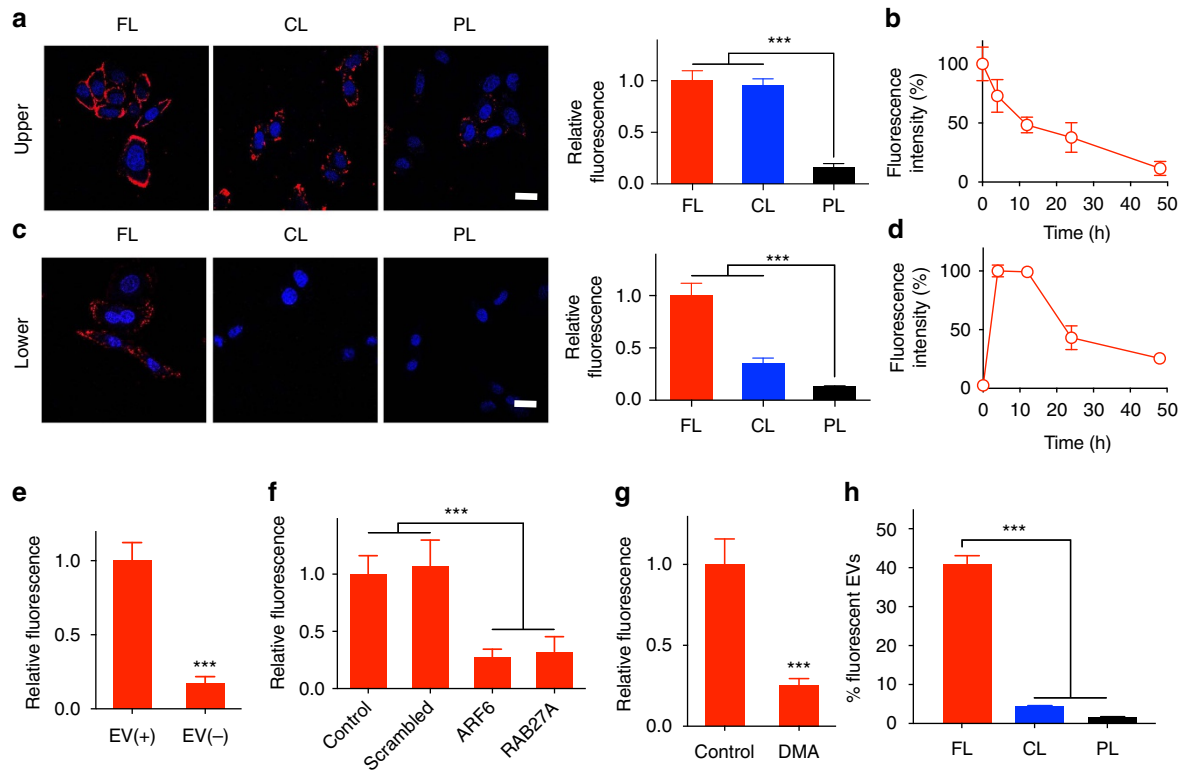 a
FL CL PL
Upper
Relative
fluorescence
1.0
0.5
0.0
***
FL CL PL
b
Fluorescence
intensity (%)
100
50
0
0 10 20 30 40 50
Time (h)
c
FL CL PL
Lower
Relative
fluorescence
1.0
0.5
0.0
***
FL CL PL
d
Fluorescence
intensity (%)
100
50
0
0 10 20 30 40 50
Time (h)
e
Relative fluorescence
1.0
0.5
0.0
***
EV(+) EV(–)
f
Relative fluorescence
1.0
0.5
0.0
***
Control Scrambled ARF6 RAB27A
g
Relative fluorescence
1.0
0.5
0.0
***
Control DMA
h
% fluorescent EVs
50
40
30
20
10
0
***
FL CL PL